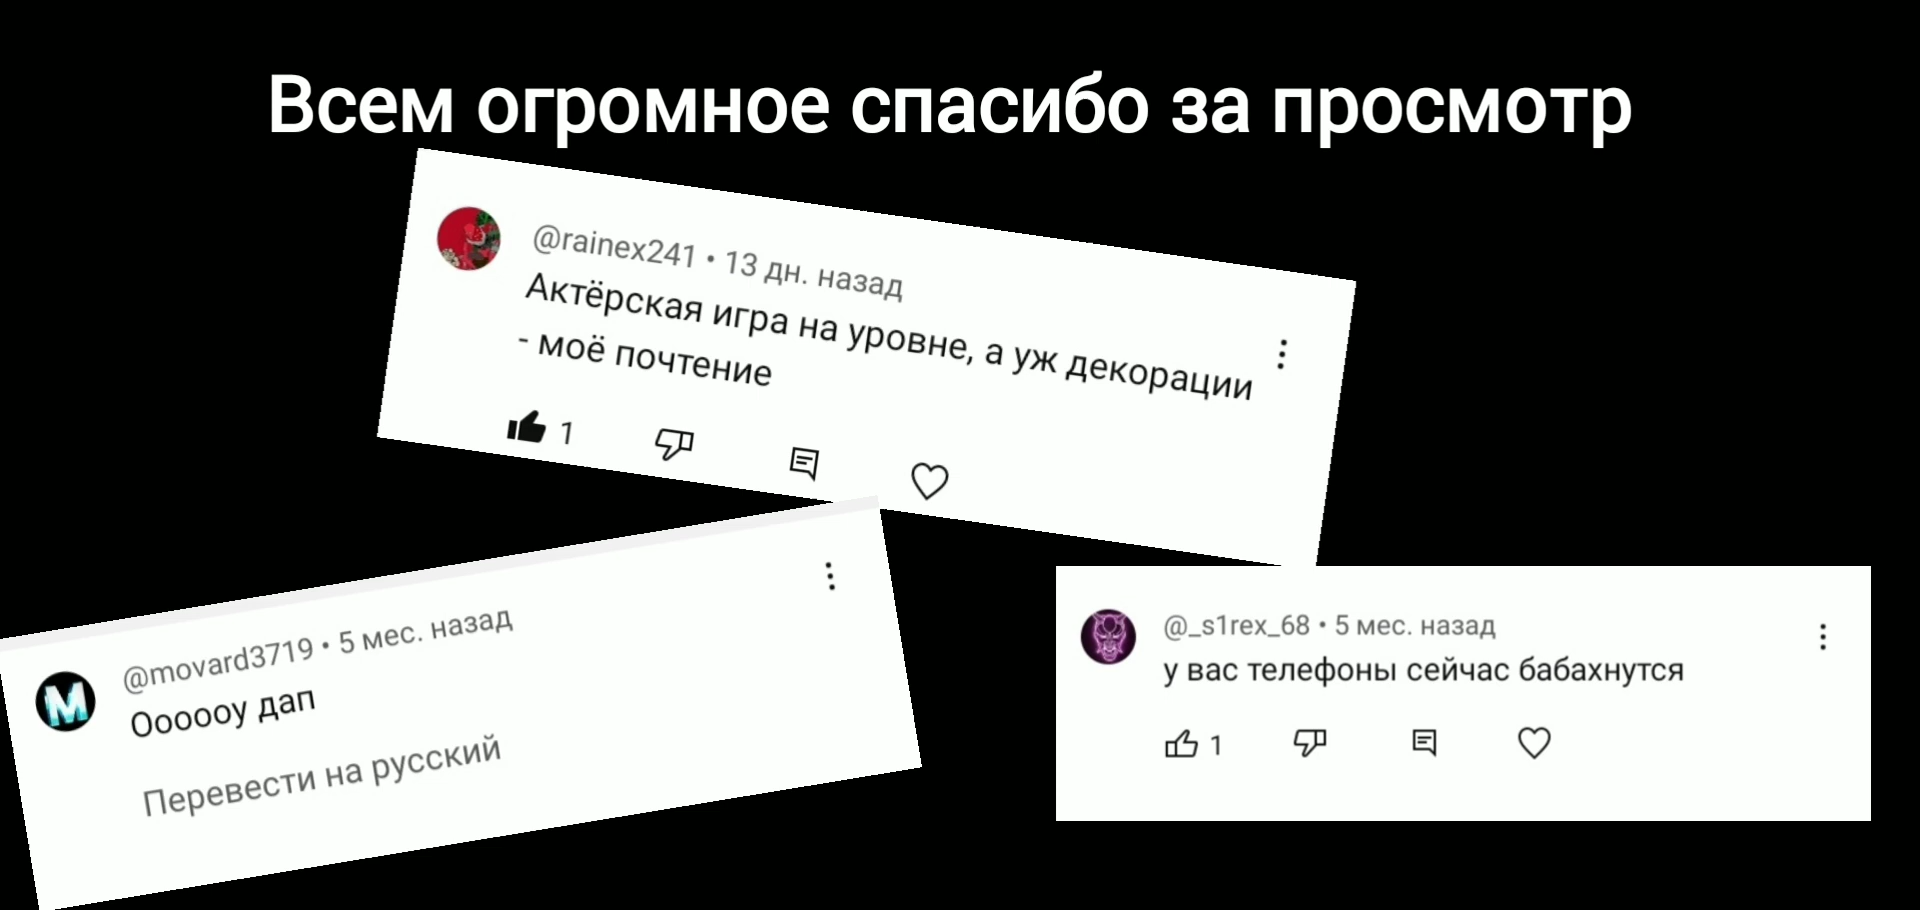 Всем огромное спасибо за просмотр
@rainex241 • 13 дн. назад
Актёрская игра на уровне, а уж декорации
- моё почтение
1
@movard3719 • 5 мес. назад
Оооооу дап
Перевести на русский
@_s1rex_68 • 5 мес. назад
у вас телефоны сейчас бабахнутся
1